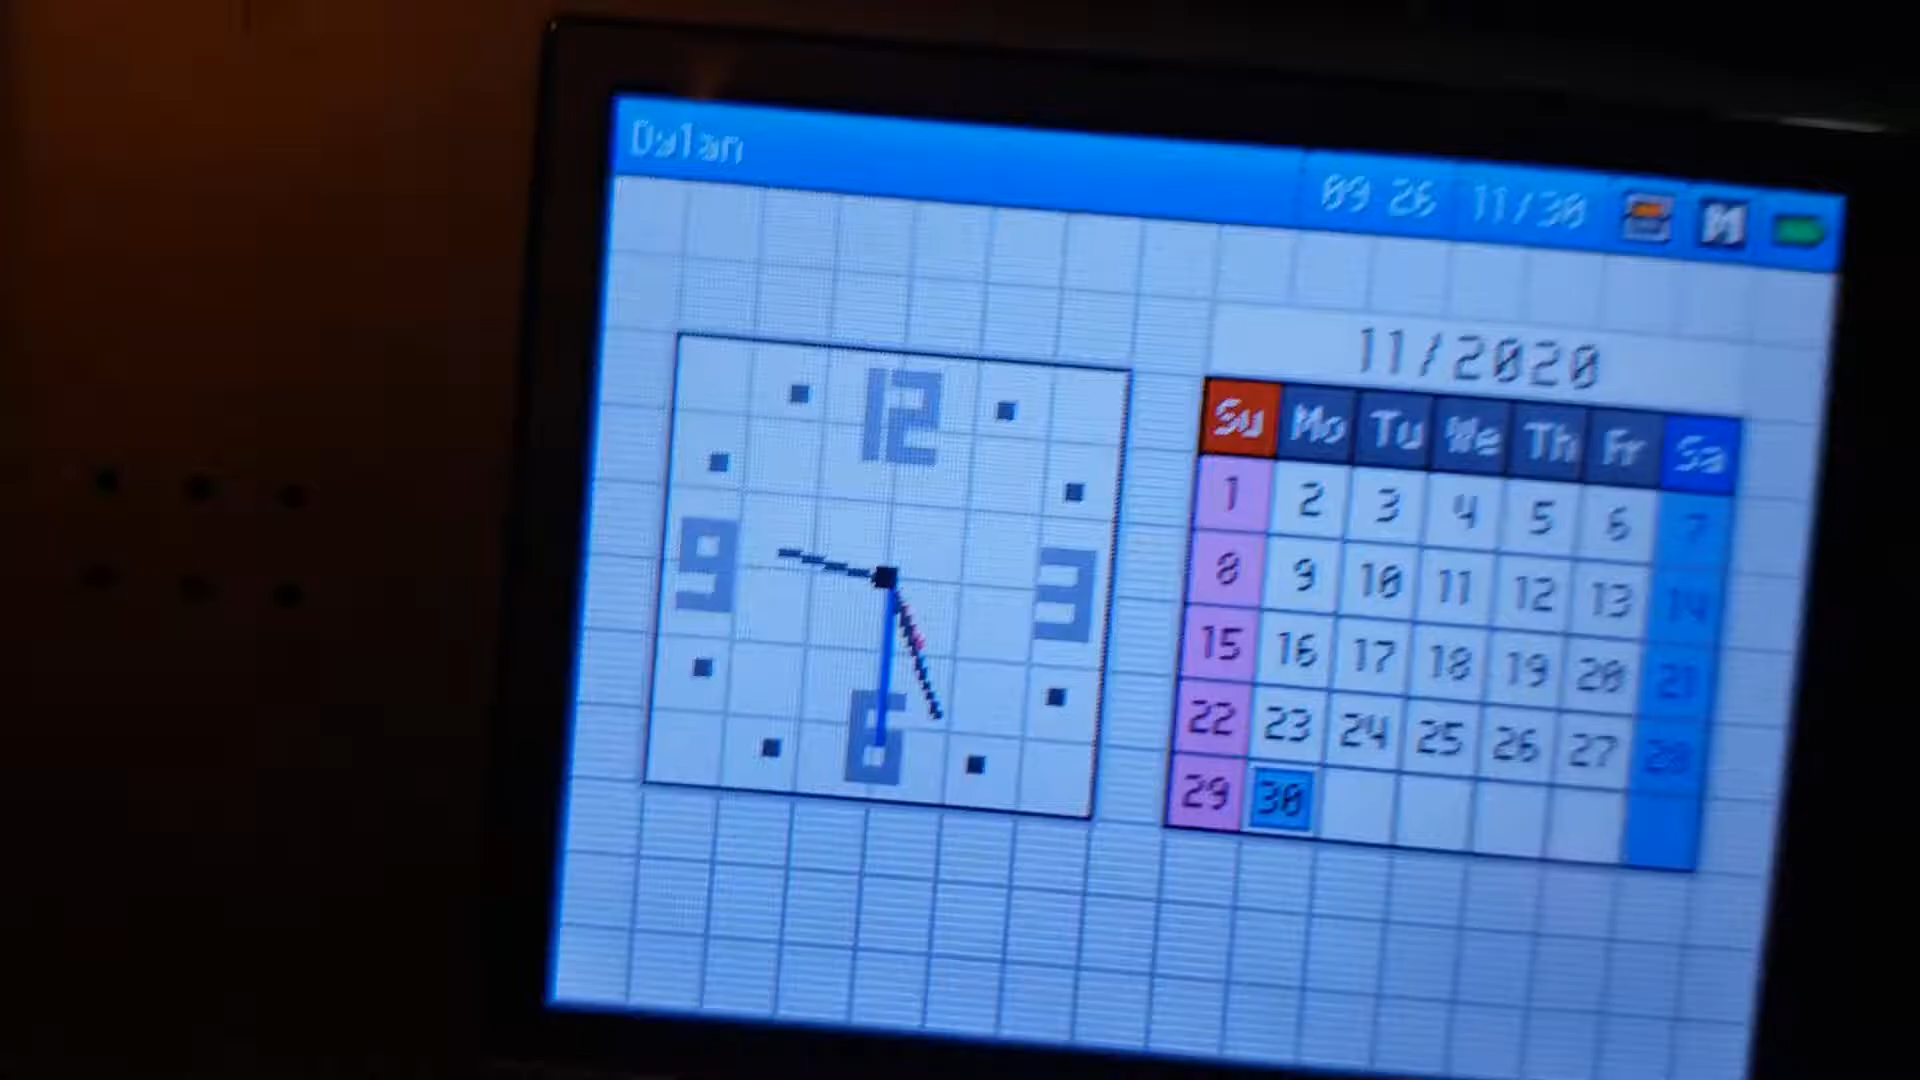 Dylan
09 26 11/30 M
12
9 3
6
11/2020
Su Mo Tu We Th Fr Sa
1 2 3 4 5 6 7
8 9 10 11 12 13 14
15 16 17 18 19 20 21
22 23 24 25 26 27 28
29 30